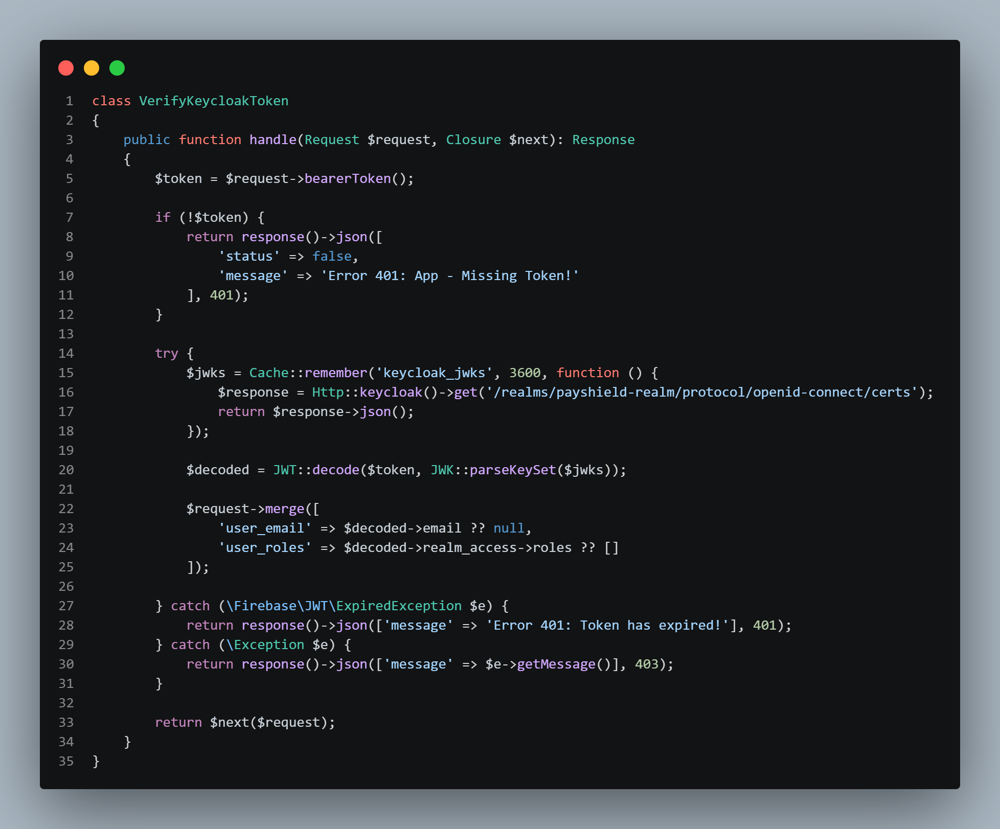 1 class VerifyKeycloakToken
2 {
3     public function handle(Request $request, Closure $next): Response
4     {
5         $token = $request->bearerToken();
6
7         if (!$token) {
8             return response()->json([
9                 'status' => false,
10                 'message' => 'Error 401: App - Missing Token!'
11             ], 401);
12         }
13
14         try {
15             $jwks = Cache::remember('keycloak_jwks', 3600, function () {
16                 $response = Http::keycloak()->get('/realms/payshield-realm/protocol/openid-connect/certs');
17                 return $response->json();
18             });
19
20             $decoded = JWT::decode($token, JWK::parseKeySet($jwks));
21
22             $request->merge([
23                 'user_email' => $decoded->email ?? null,
24                 'user_roles' => $decoded->realm_access->roles ?? []
25             ]);
26
27         } catch (\Firebase\JWT\ExpiredException $e) {
28             return response()->json(['message' => 'Error 401: Token has expired!'], 401);
29         } catch (\Exception $e) {
30             return response()->json(['message' => $e->getMessage()], 403);
31         }
32
33         return $next($request);
34     }
35 }